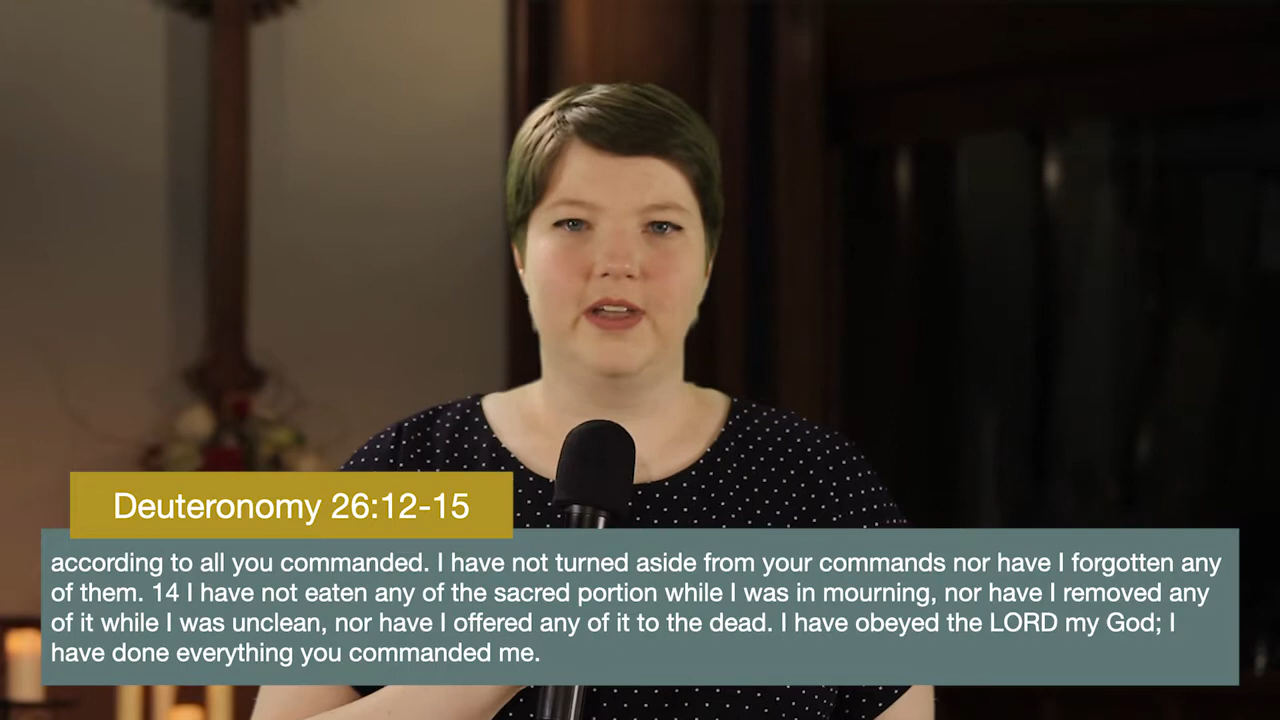 Deuteronomy 26:12-15
according to all you commanded. I have not turned aside from your commands nor have I forgotten any
of them. 14 I have not eaten any of the sacred portion while I was in mourning, nor have I removed any
of it while I was unclean, nor have I offered any of it to the dead. I have obeyed the LORD my God; I
have done everything you commanded me.